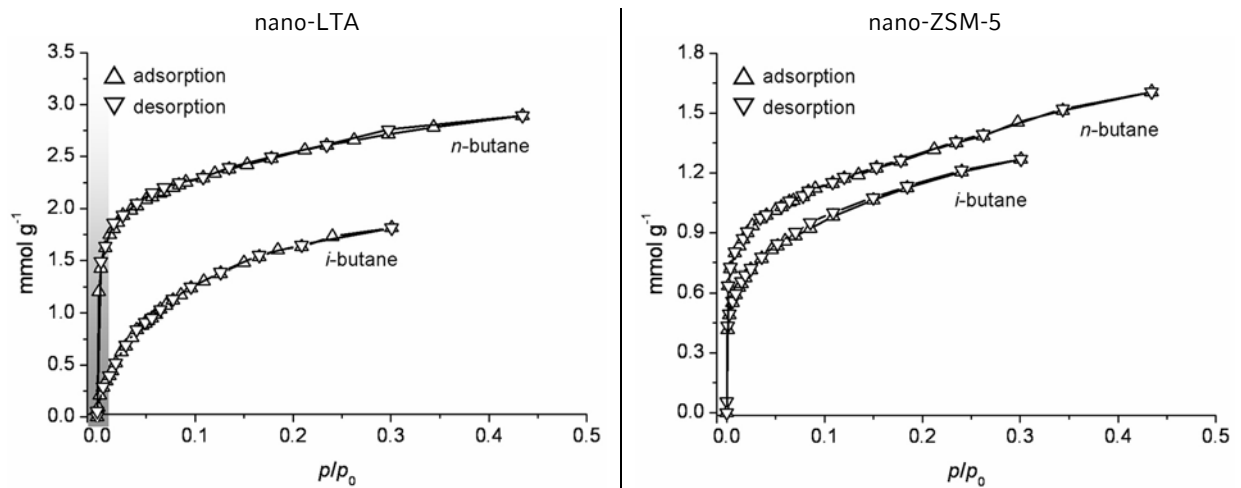 nano-LTA
3.5
3.0
2.5
2.0
1.5
1.0
0.5
0.0
mmol g⁻¹
adsorption
desorption
n-butane
i-butane
0.0 0.1 0.2 0.3 0.4 0.5
p/p₀
nano-ZSM-5
1.8
1.5
1.2
0.9
0.6
0.3
0.0
mmol g⁻¹
adsorption
desorption
n-butane
i-butane
0.0 0.1 0.2 0.3 0.4 0.5
p/p₀